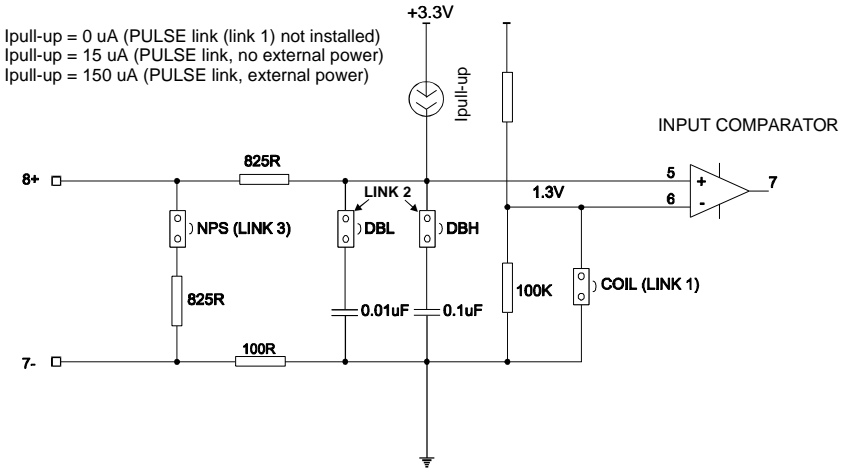 +3.3V
Ipull-up = 0 uA (PULSE link (link 1) not installed)
Ipull-up = 15 uA (PULSE link, no external power)
Ipull-up = 150 uA (PULSE link, external power)
Ipull-up
INPUT COMPARATOR
825R
8+
5
+
7
LINK 2
1.3V
6
-
NPS (LINK 3)
DBL
DBH
825R
0.01uF
0.1uF
100K
COIL (LINK 1)
100R
7-